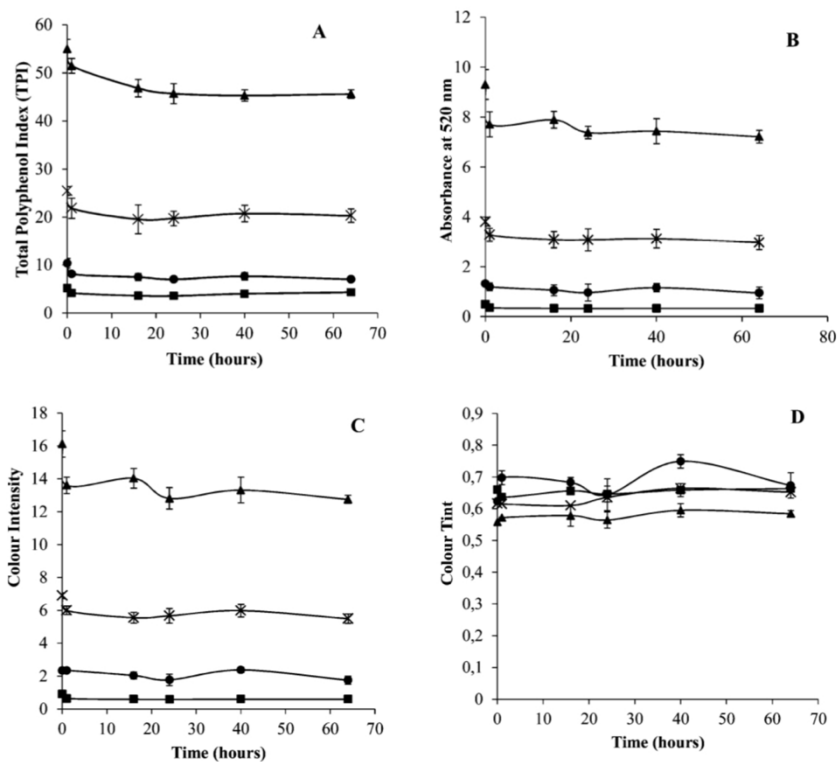 A
Total Polyphenol Index (TPI)
60
50
40
30
20
10
0
0 10 20 30 40 50 60 70
Time (hours)
B
Absorbance at 520 nm
12
10
8
6
4
2
0
0 20 40 60 80
Time (hours)
C
Colour Intensity
18
16
14
12
10
8
6
4
2
0
0 10 20 30 40 50 60 70
Time (hours)
D
Colour Tint
0,9
0,8
0,7
0,6
0,5
0,4
0,3
0,2
0,1
0
0 10 20 30 40 50 60 70
Time (hours)